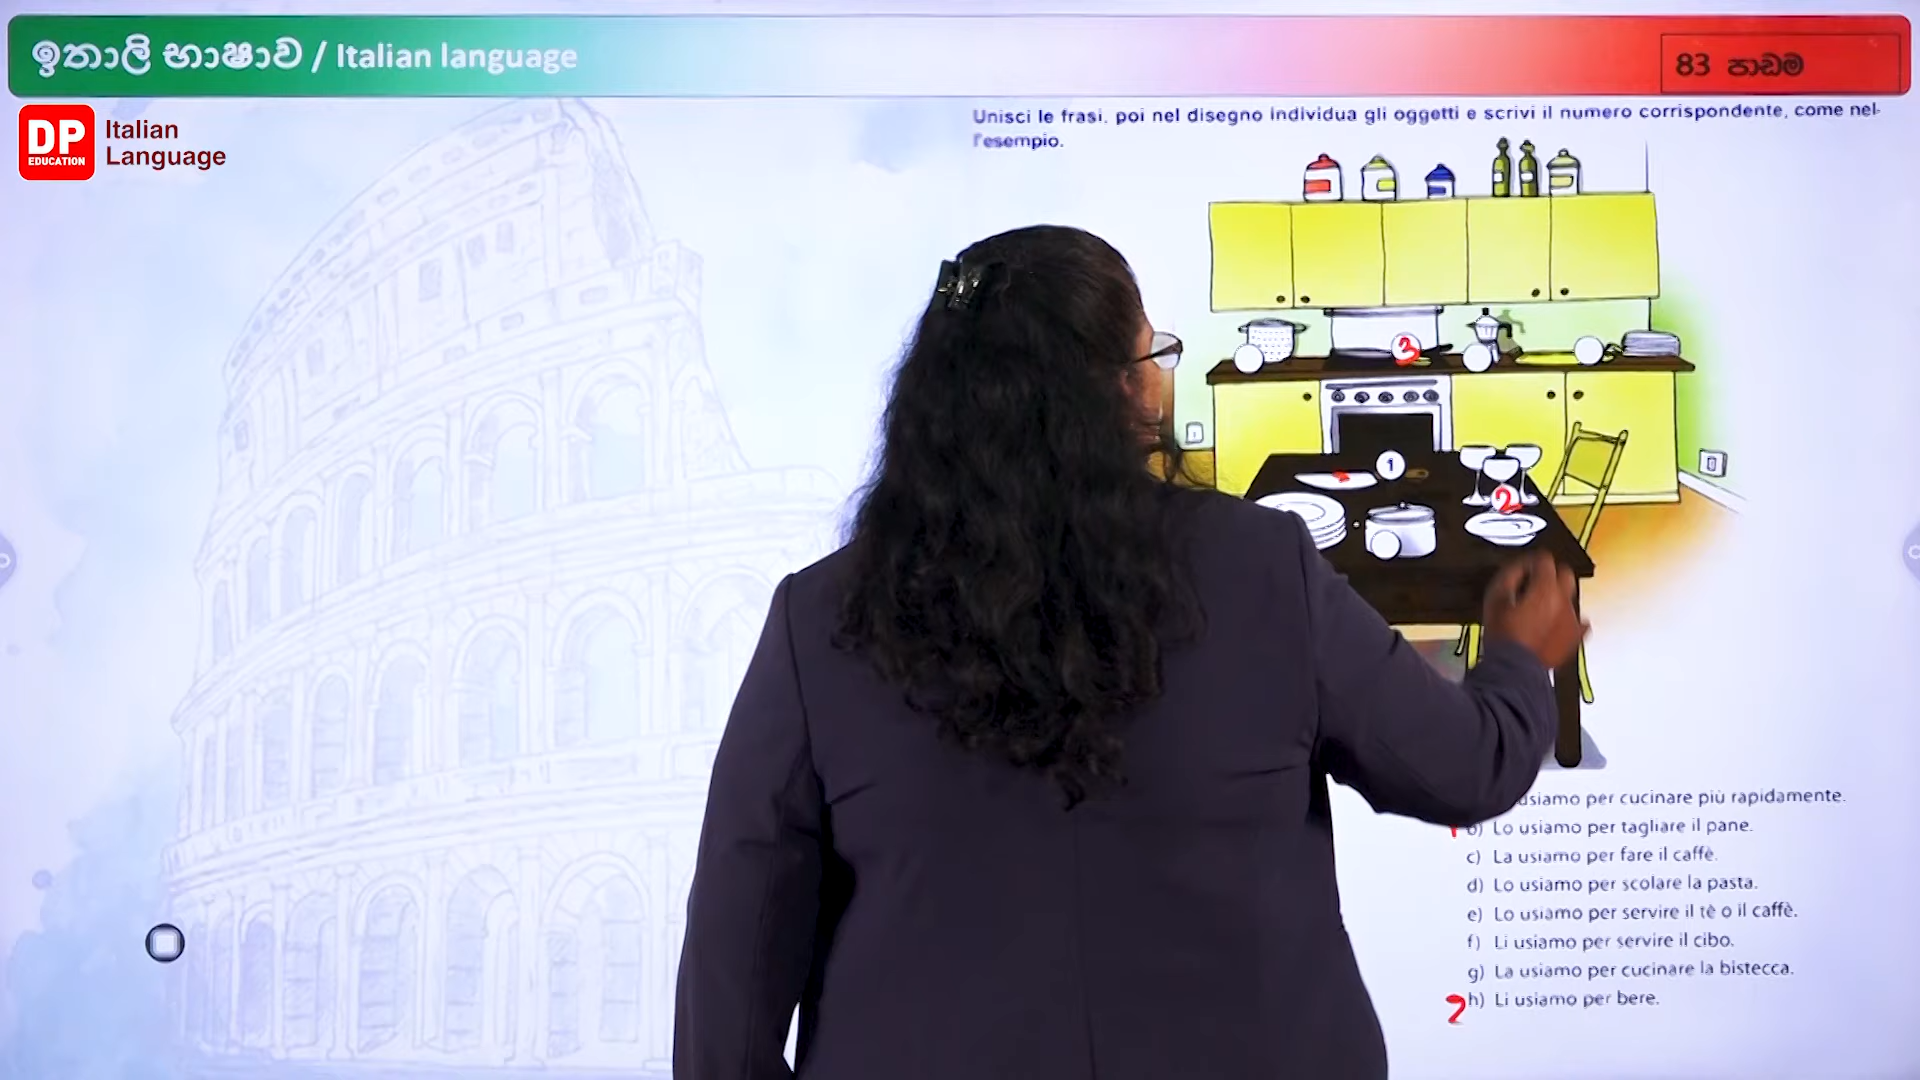 ඉතාලි භාෂාව / Italian language
83 පාඩම
DP
EDUCATION
Italian
Language
Unisci le frasi, poi nel disegno individua gli oggetti e scrivi il numero corrispondente, come nel-
l'esempio.
3
1
2
usiamo per cucinare più rapidamente.
b) Lo usiamo per tagliare il pane.
c) La usiamo per fare il caffè.
d) Lo usiamo per scolare la pasta.
e) Lo usiamo per servire il tè o il caffè.
f) Li usiamo per servire il cibo.
g) La usiamo per cucinare la bistecca.
2 h) Li usiamo per bere.